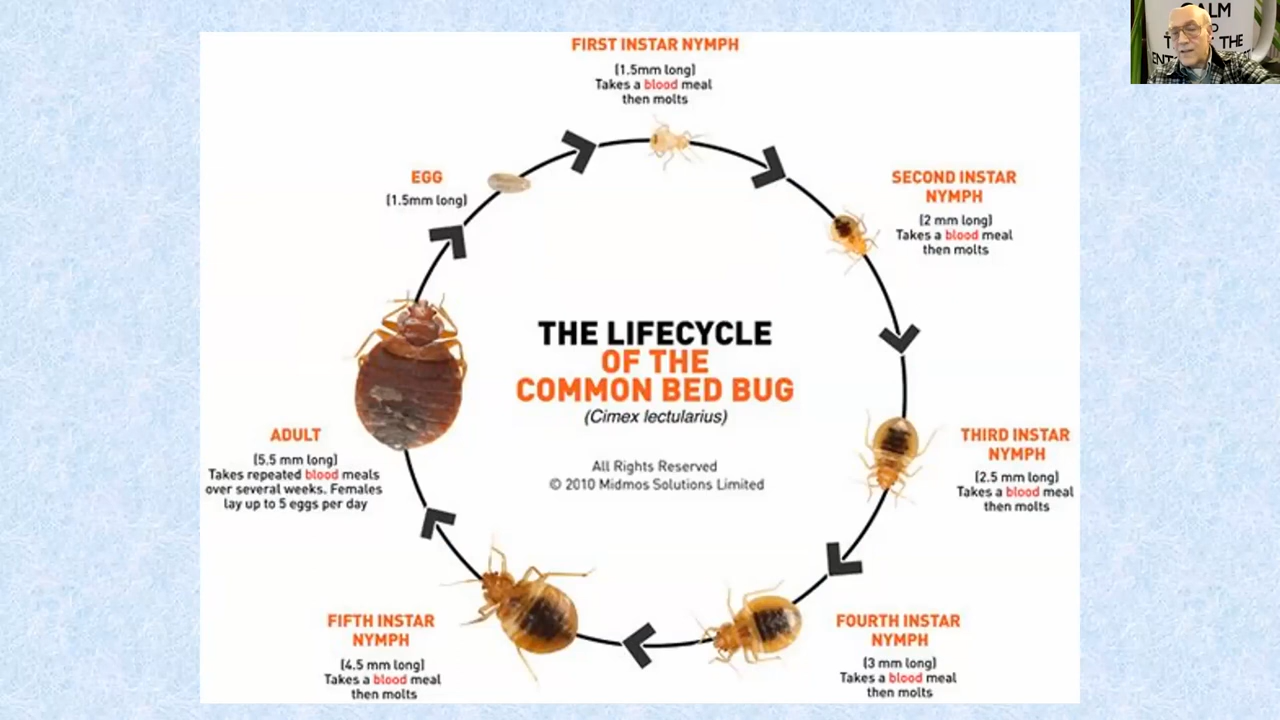 FIRST INSTAR NYMPH
(1.5mm long)
Takes a blood meal
then molts
EGG
(1.5mm long)
SECOND INSTAR
NYMPH
(2 mm long)
Takes a blood meal
then molts
THE LIFECYCLE
OF THE
COMMON BED BUG
(Cimex lectularius)
All Rights Reserved
© 2010 Midmos Solutions Limited
THIRD INSTAR
NYMPH
(2.5 mm long)
Takes a blood meal
then molts
ADULT
(5.5 mm long)
Takes repeated blood meals
over several weeks. Females
lay up to 5 eggs per day
FIFTH INSTAR
NYMPH
(4.5 mm long)
Takes a blood meal
then molts
FOURTH INSTAR
NYMPH
(3 mm long)
Takes a blood meal
then molts
THE